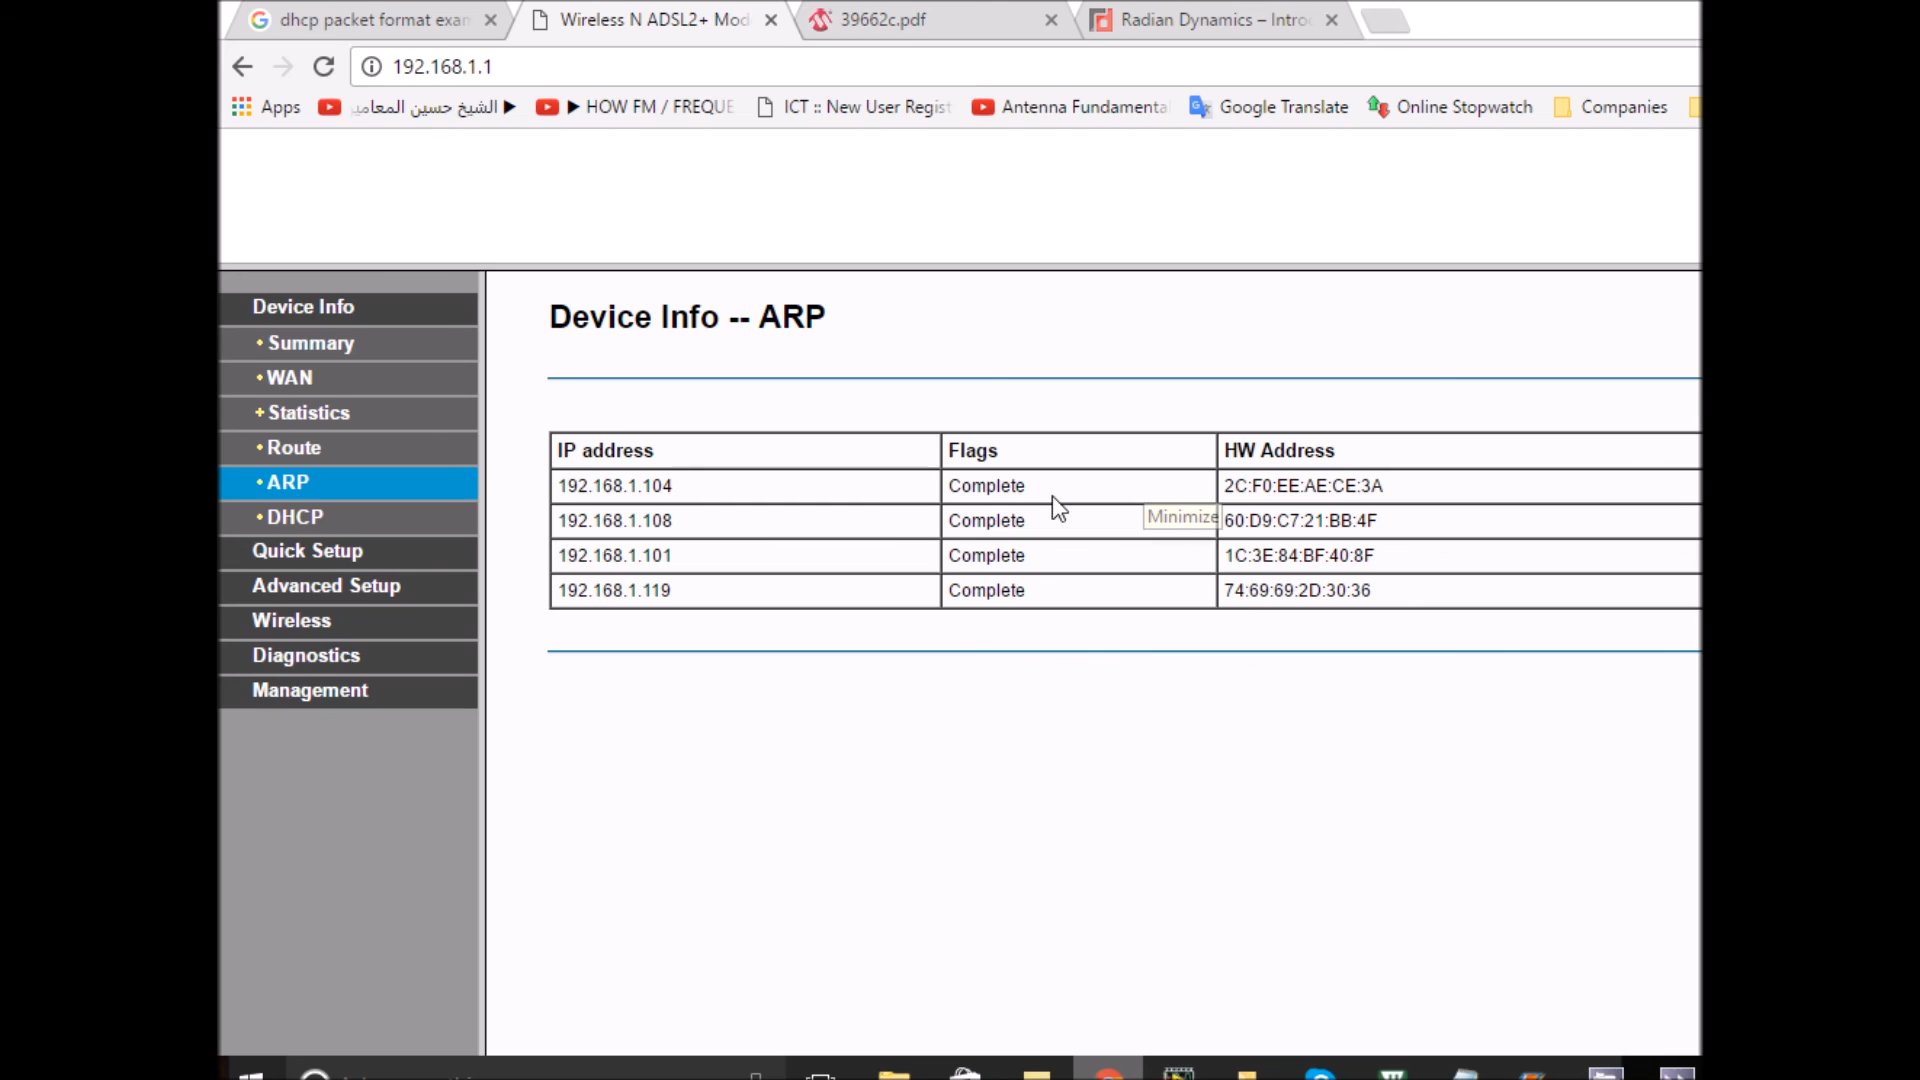 dhcp packet format exar
Wireless N ADSL2+ Mod
39662c.pdf
Radian Dynamics – Intro
192.168.1.1
Apps
الشيخ حسين المعامير
HOW FM / FREQUE
ICT :: New User Regist
Antenna Fundamenta
Google Translate
Online Stopwatch
Companies
Device Info
Summary
WAN
Statistics
Route
ARP
DHCP
Quick Setup
Advanced Setup
Wireless
Diagnostics
Management
Device Info -- ARP
IP address Flags HW Address
192.168.1.104 Complete 2C:F0:EE:AE:CE:3A
192.168.1.108 Complete 60:D9:C7:21:BB:4F
192.168.1.101 Complete 1C:3E:84:BF:40:8F
192.168.1.119 Complete 74:69:69:2D:30:36
Minimize